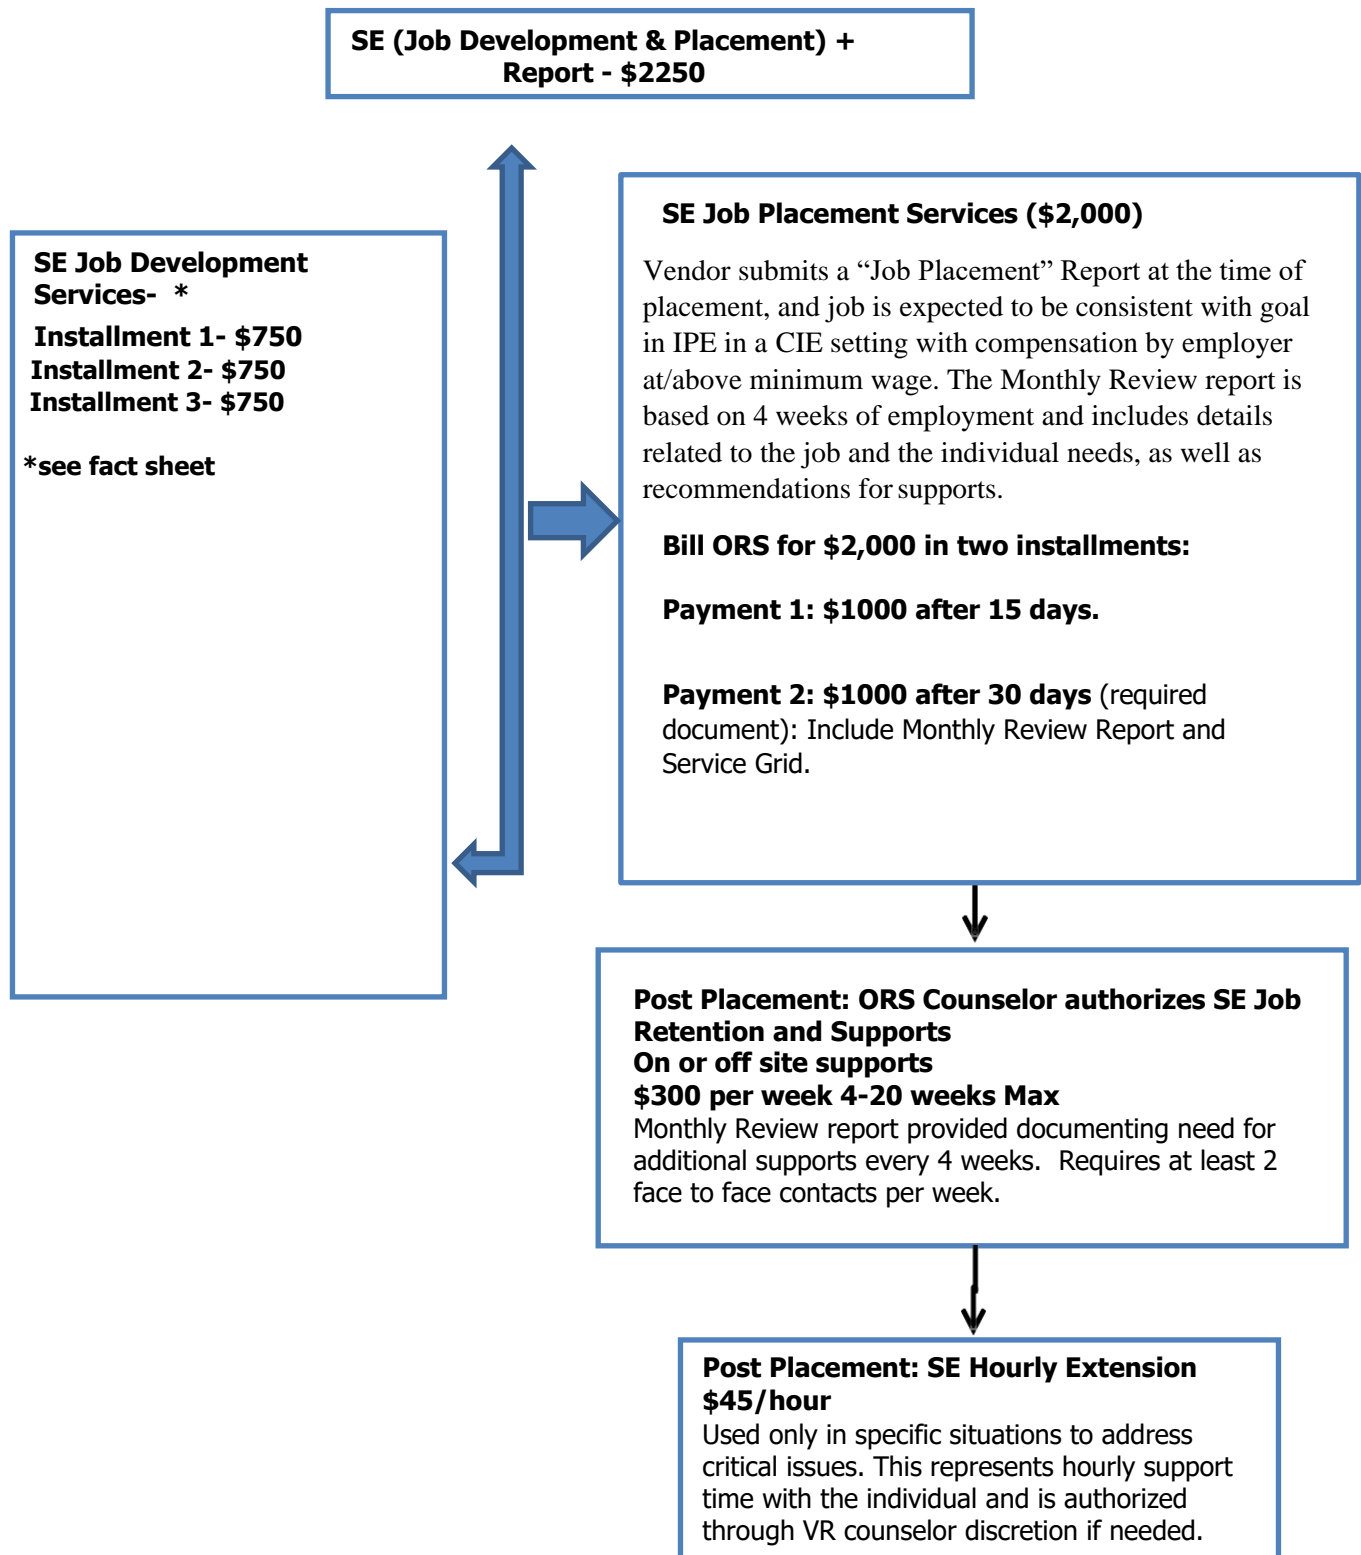 SE (Job Development & Placement) +
Report - $2250
SE Job Development
Services-  *
Installment 1- $750
Installment 2- $750
Installment 3- $750
*see fact sheet
SE Job Placement Services ($2,000)
Vendor submits a “Job Placement” Report at the time of
placement, and job is expected to be consistent with goal
in IPE in a CIE setting with compensation by employer
at/above minimum wage. The Monthly Review report is
based on 4 weeks of employment and includes details
related to the job and the individual needs, as well as
recommendations for supports.
Bill ORS for $2,000 in two installments:
Payment 1: $1000 after 15 days.
Payment 2: $1000 after 30 days (required
document): Include Monthly Review Report and
Service Grid.
Post Placement: ORS Counselor authorizes SE Job
Retention and Supports
On or off site supports
$300 per week 4-20 weeks Max
Monthly Review report provided documenting need for
additional supports every 4 weeks.  Requires at least 2
face to face contacts per week.
Post Placement: SE Hourly Extension
$45/hour
Used only in specific situations to address
critical issues. This represents hourly support
time with the individual and is authorized
through VR counselor discretion if needed.